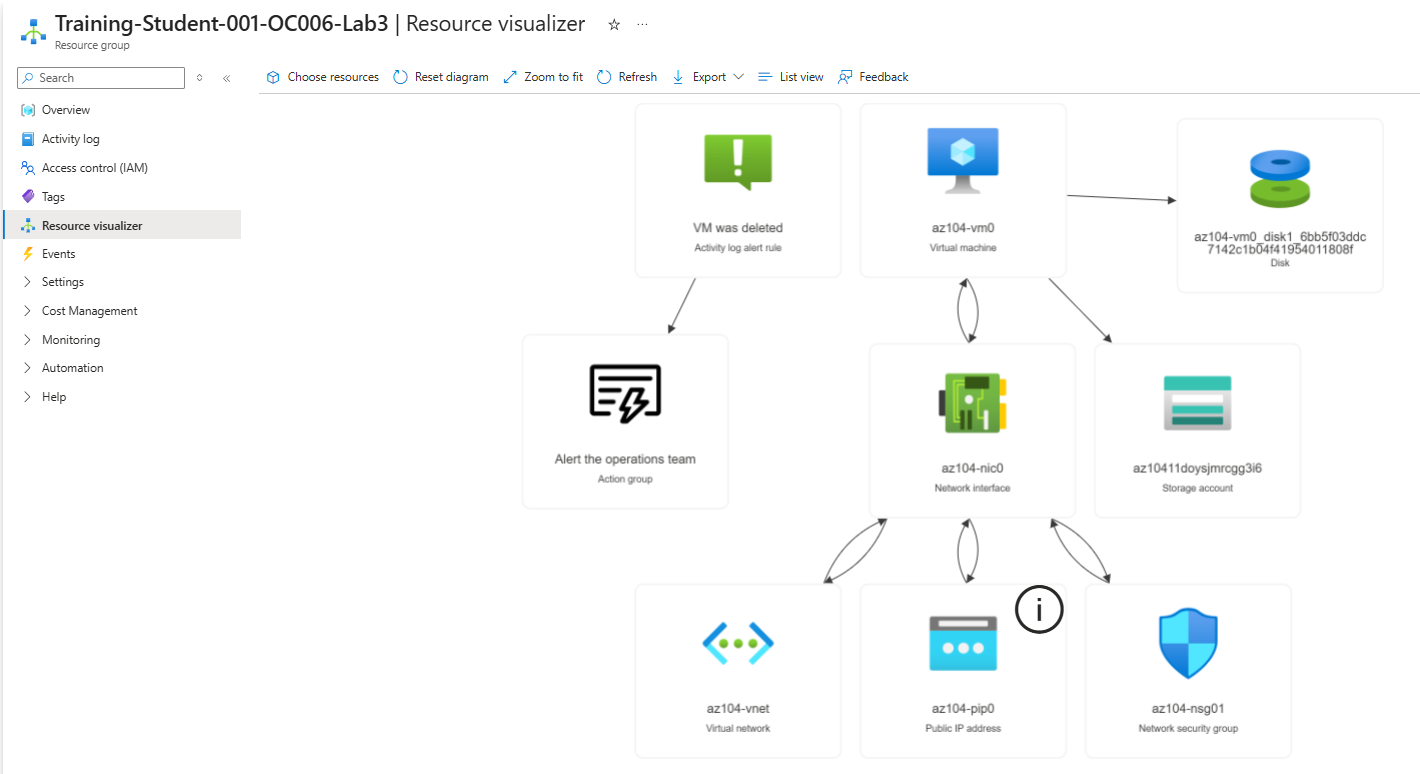 Training-Student-001-OC006-Lab3 | Resource visualizer
Resource group
Search
Choose resources
Reset diagram
Zoom to fit
Refresh
Export
List view
Feedback
Overview
Activity log
Access control (IAM)
Tags
Resource visualizer
Events
Settings
Cost Management
Monitoring
Automation
Help
VM was deleted
Activity log alert rule
az104-vm0
Virtual machine
az104-vm0_disk1_6bb5f03ddc
7142c1b04f41954011808f
Disk
Alert the operations team
Action group
az104-nic0
Network interface
az10411doysjmrcgg3i6
Storage account
az104-vnet
Virtual network
i
az104-pip0
Public IP address
az104-nsg01
Network security group